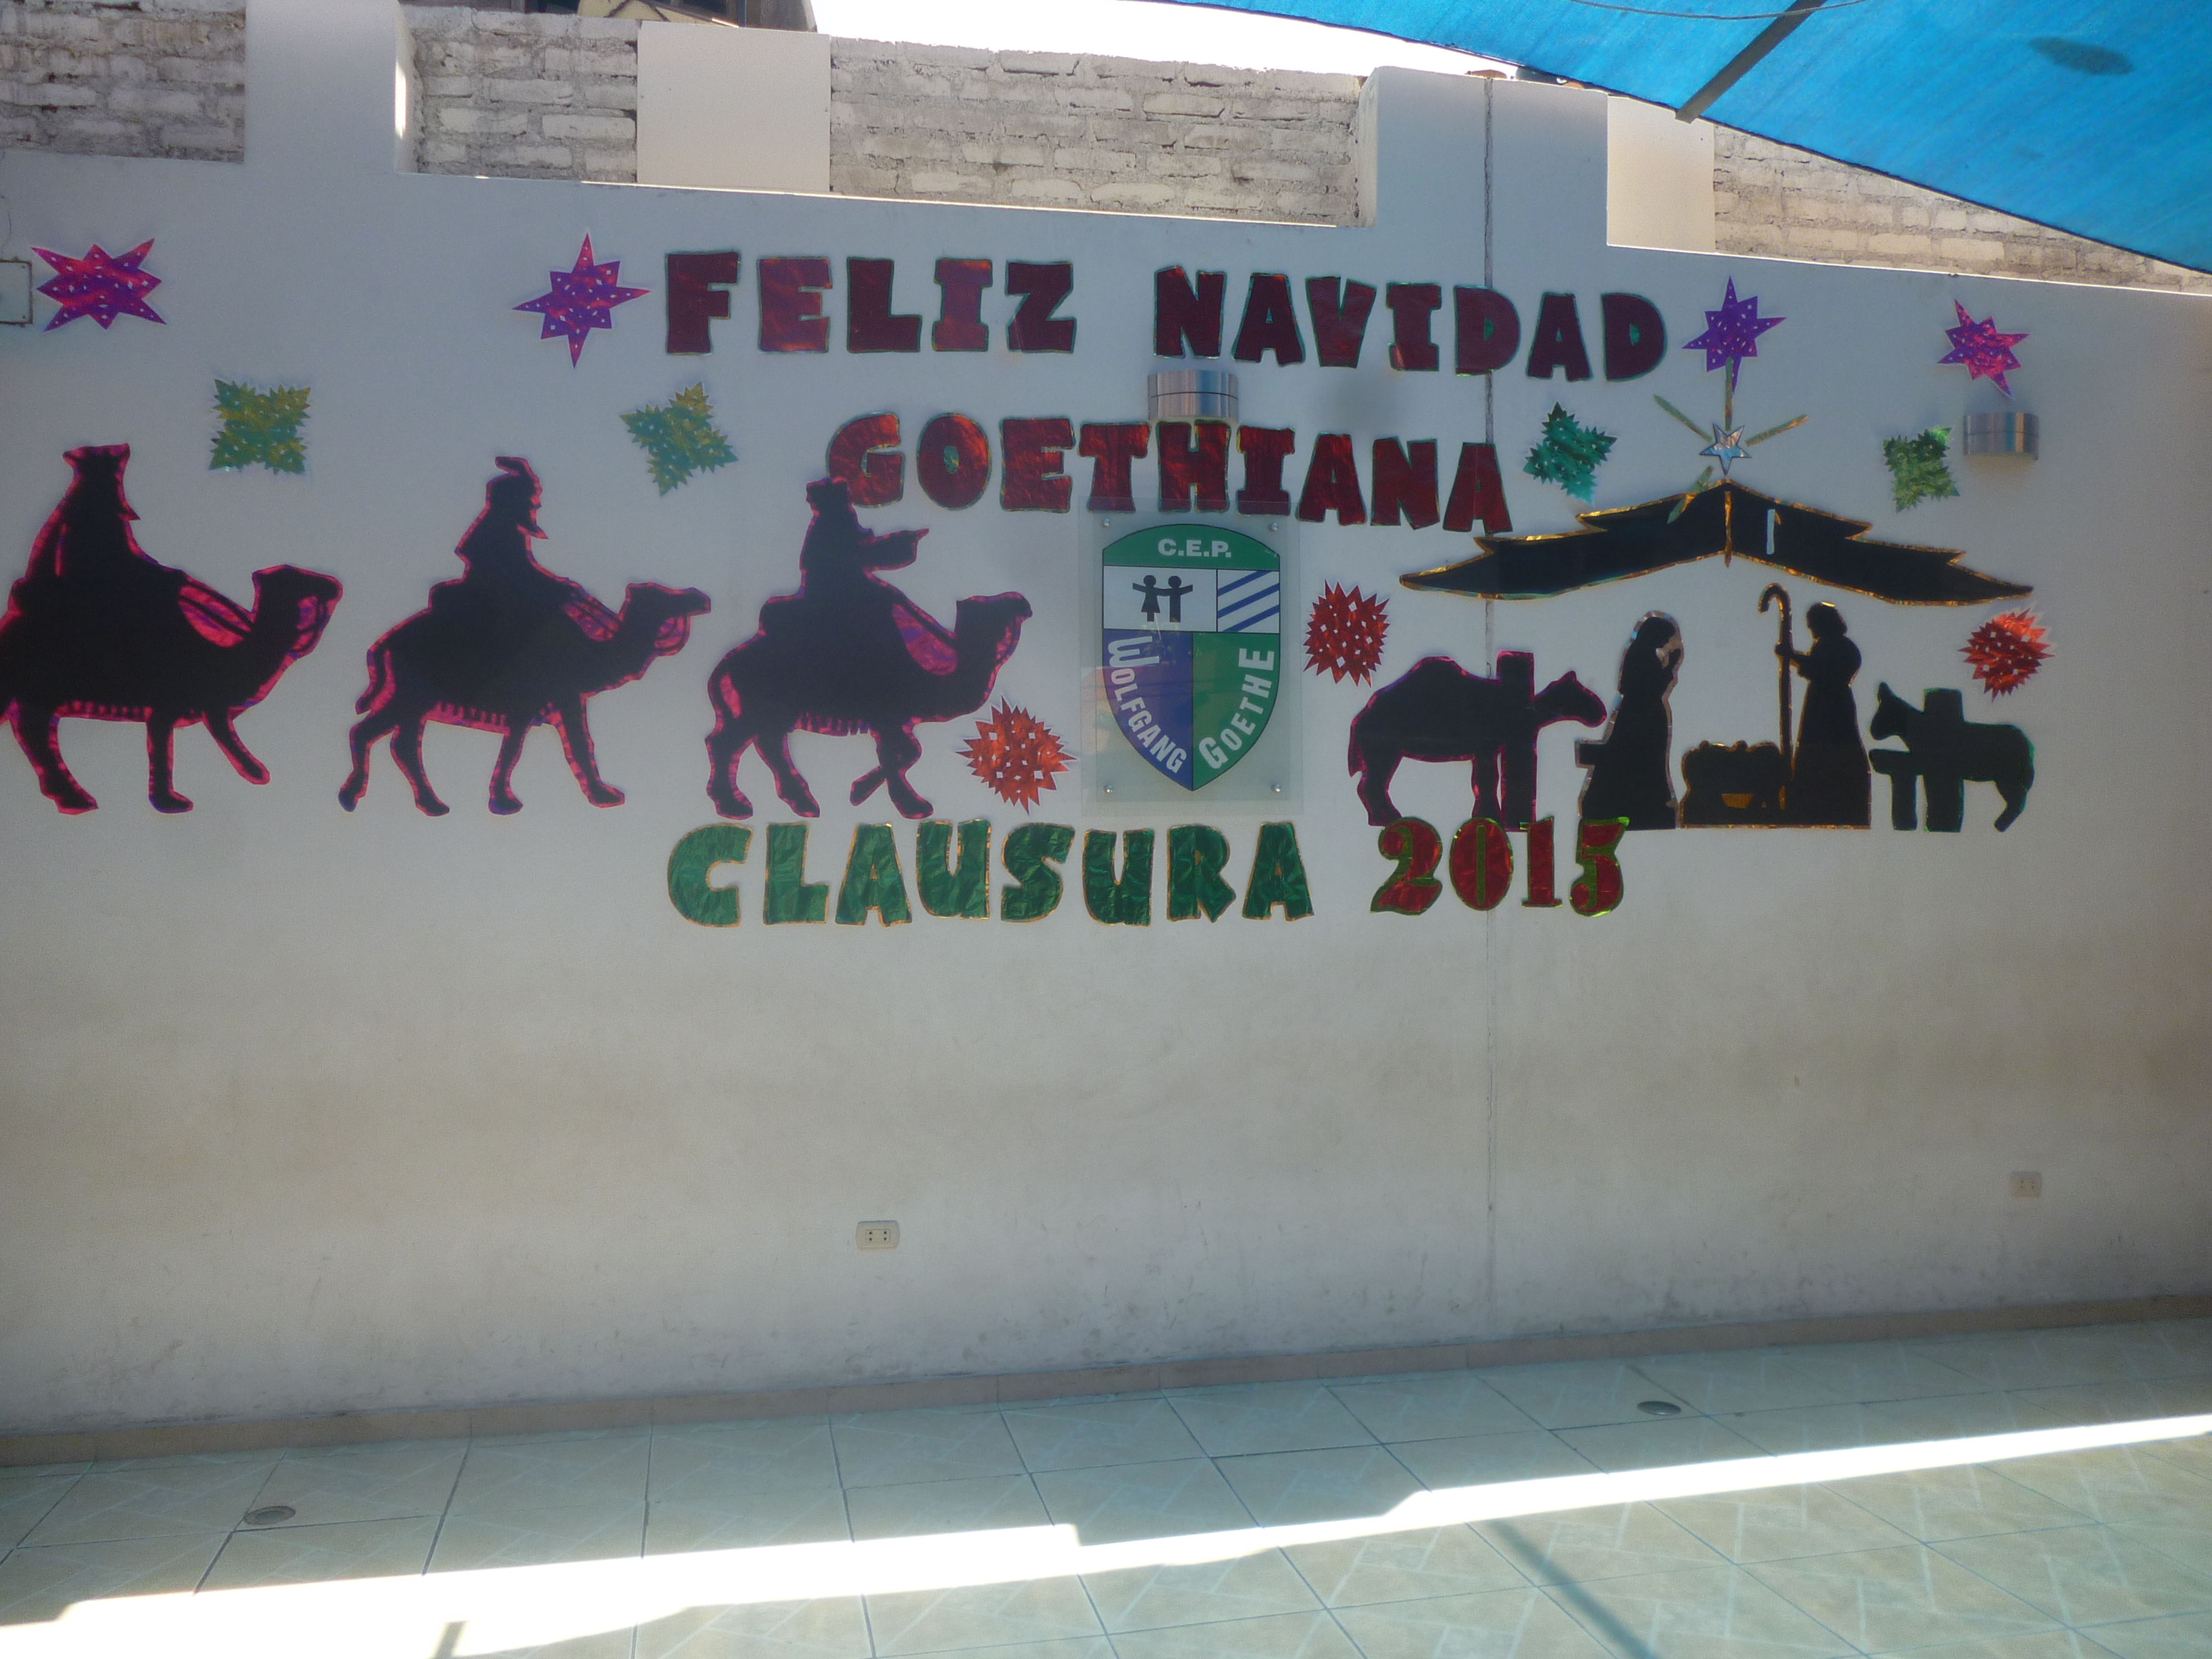 FELIZ NAVIDAD
GOETHIANA
C.E.P.
WOLFGANG
GOETHE
CLAUSURA 2015